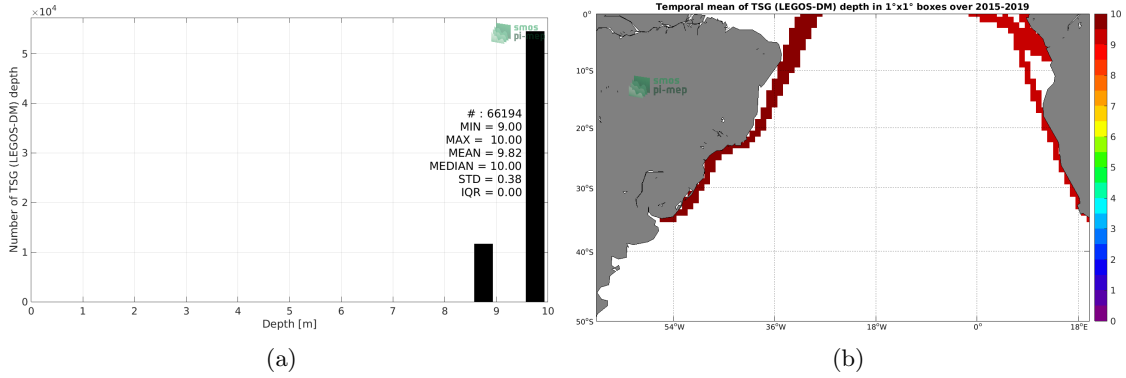 ×10⁴
smos
pi-mep
Number of TSG (LEGOS-DM) depth
5
4
3
2
1
0
# : 66194
MIN = 9.00
MAX = 10.00
MEAN = 9.82
MEDIAN = 10.00
STD = 0.38
IQR = 0.00
0 1 2 3 4 5 6 7 8 9 10
Depth [m]
(a)
Temporal mean of TSG (LEGOS-DM) depth in 1°x1° boxes over 2015-2019
smos
pi-mep
0°
10°S
20°S
30°S
40°S
50°S
54°W 36°W 18°W 0° 18°E
10
9
8
7
6
5
4
3
2
1
0
(b)